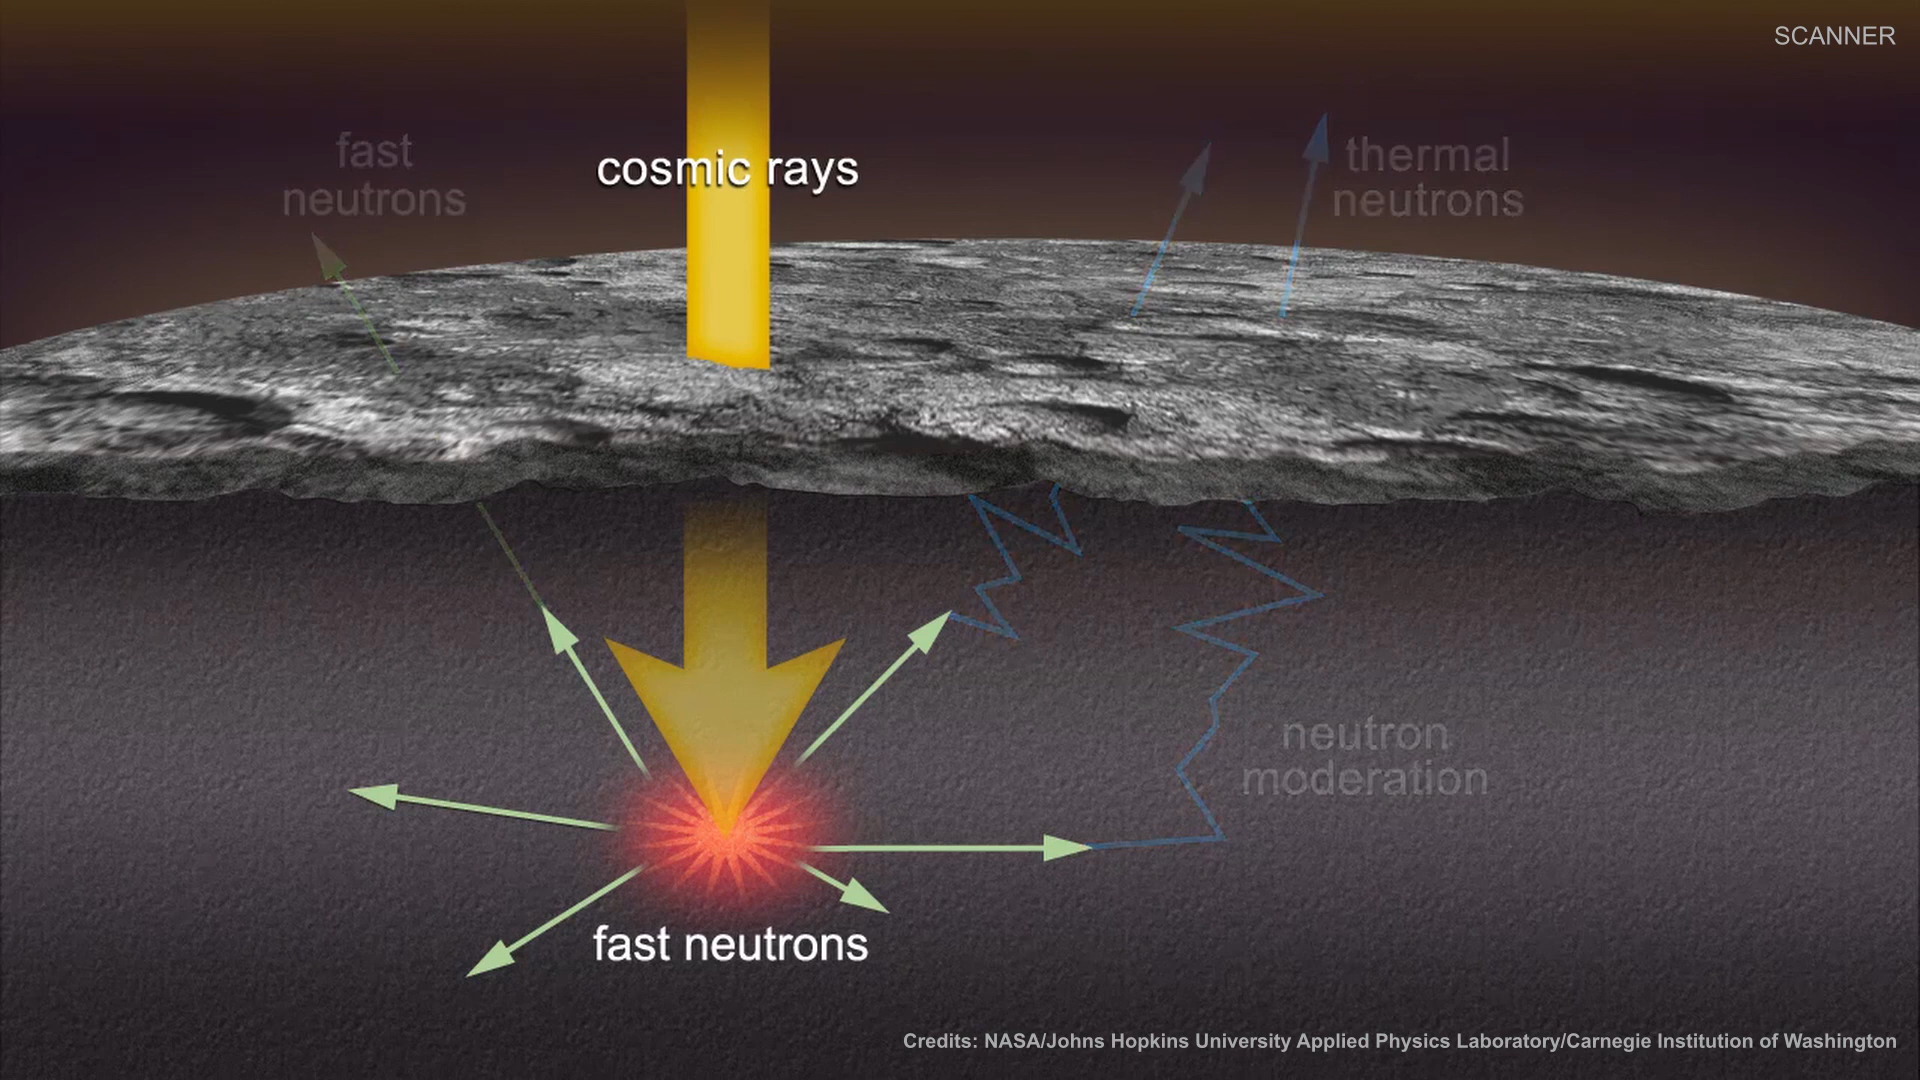 SCANNER
fast
neutrons
cosmic rays
thermal
neutrons
neutron
moderation
fast neutrons
Credits: NASA/Johns Hopkins University Applied Physics Laboratory/Carnegie Institution of Washington